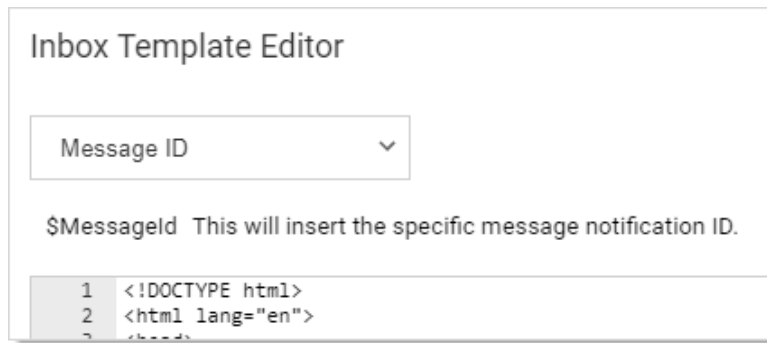 Inbox Template Editor
Message ID
$MessageId This will insert the specific message notification ID.
1 <!DOCTYPE html>
2 <html lang="en">